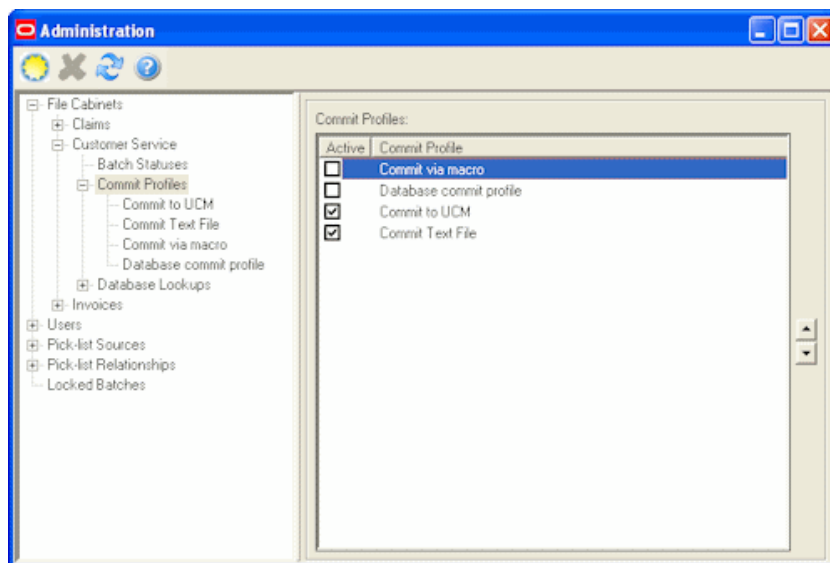 Administration
File Cabinets
Claims
Customer Service
Batch Statuses
Commit Profiles
Commit to UCM
Commit Text File
Commit via macro
Database commit profile
Database Lookups
Invoices
Users
Pick-list Sources
Pick-list Relationships
Locked Batches
Commit Profiles:
Active Commit Profile
Commit via macro
Database commit profile
Commit to UCM
Commit Text File